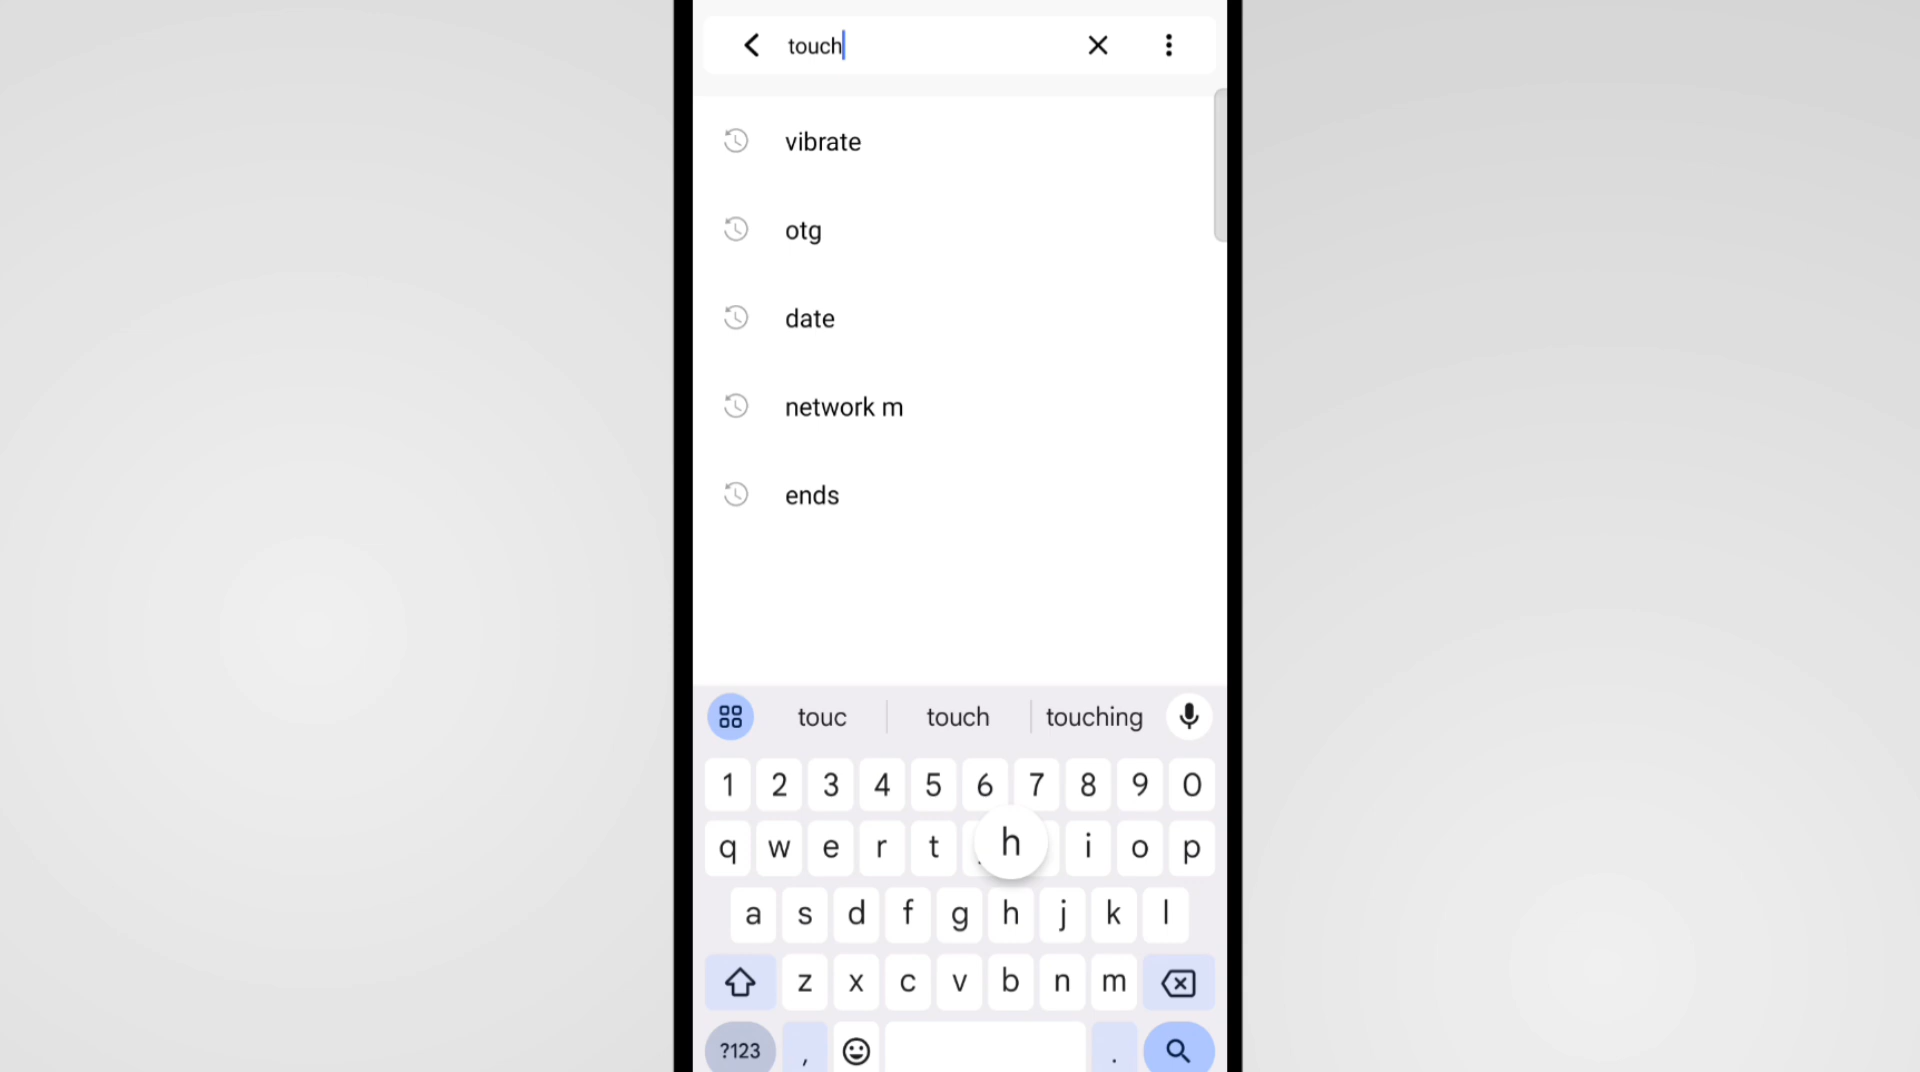 touch
vibrate
otg
date
network m
ends
touc touch touching
1 2 3 4 5 6 7 8 9 0
q w e r t h i o p
a s d f g h j k l
z x c v b n m
?123 , .